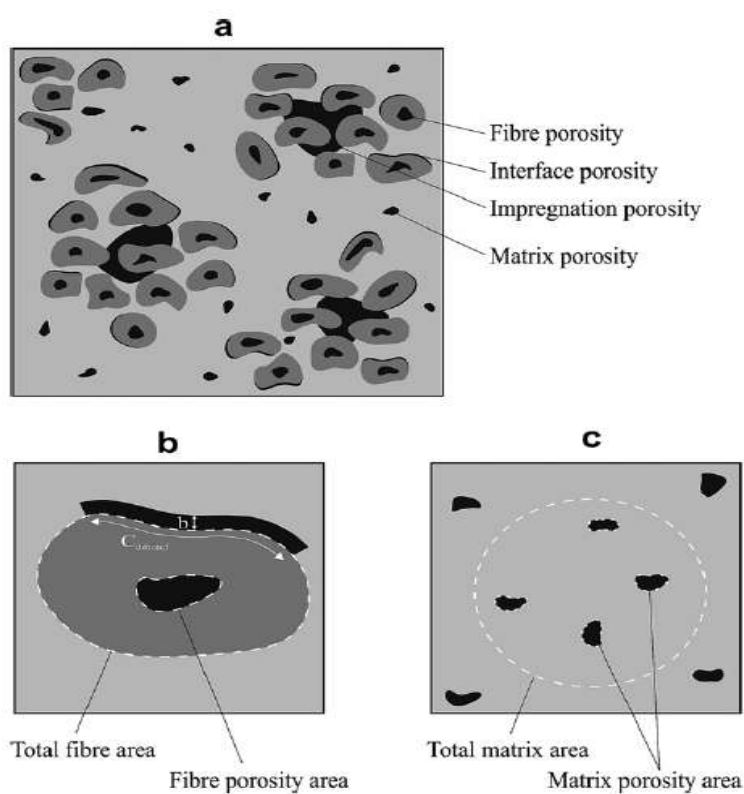 a
Fibre porosity
Interface porosity
Impregnation porosity
Matrix porosity
b
c
b
Total fibre area
Fibre porosity area
Total matrix area
Matrix porosity area